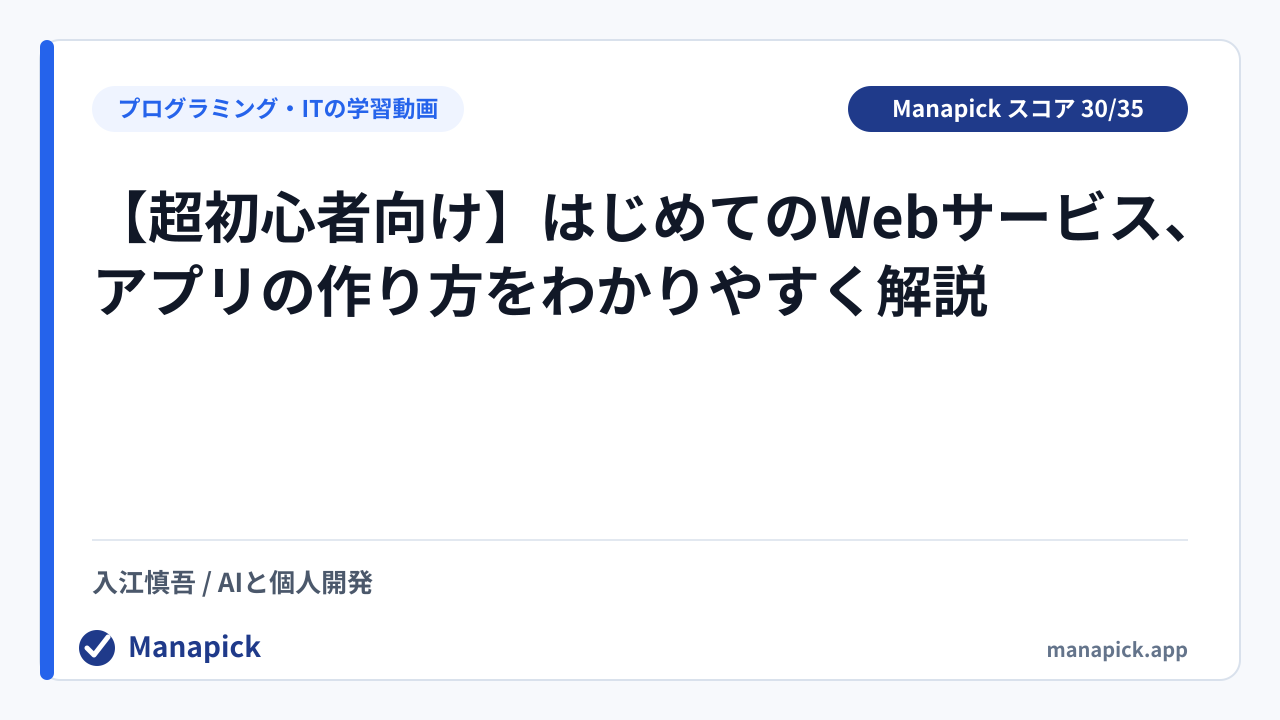 プログラミング・ITの学習動画
Manapick スコア 30/35
【超初心者向け】はじめてのWebサービス、
アプリの作り方をわかりやすく解説
入江慎吾 / AIと個人開発
Manapick
manapick.app